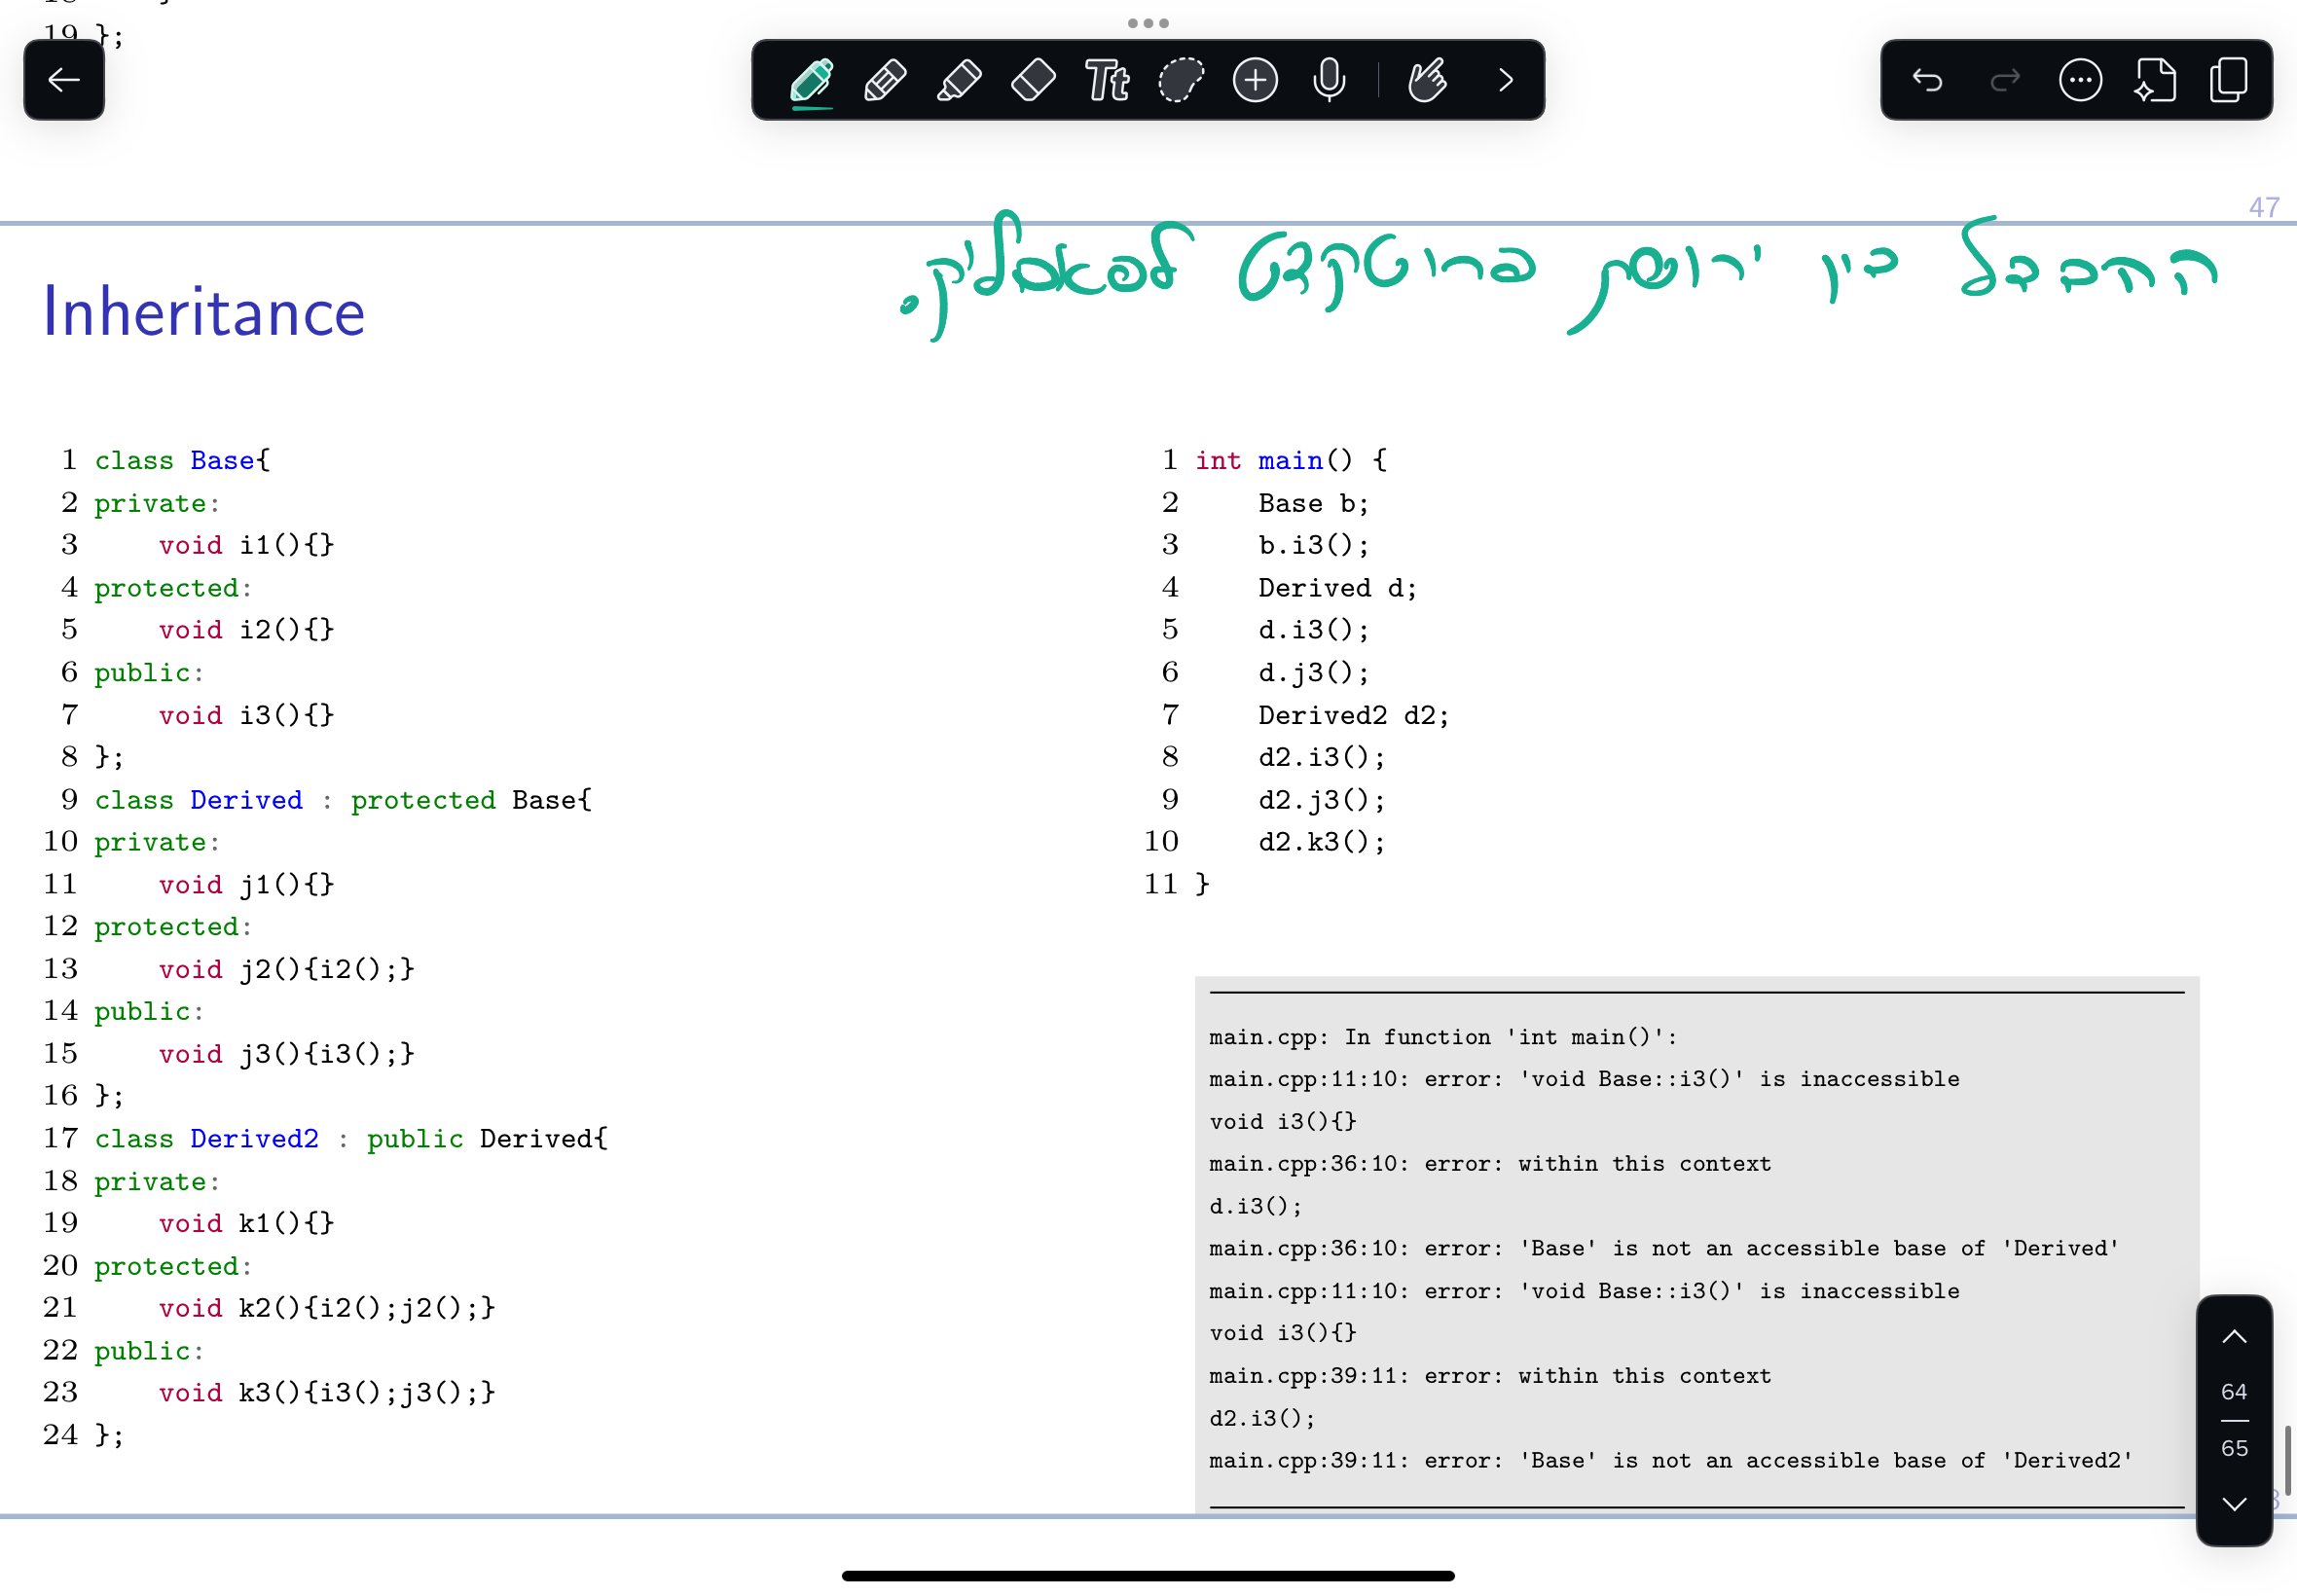 19 };
47
ההבדל בין ירושת פרוטקדט לפאבליק.
Inheritance
1 class Base{
2 private:
3     void i1(){}
4 protected:
5     void i2(){}
6 public:
7     void i3(){}
8 };
9 class Derived : protected Base{
10 private:
11     void j1(){}
12 protected:
13     void j2(){i2();}
14 public:
15     void j3(){i3();}
16 };
17 class Derived2 : public Derived{
18 private:
19     void k1(){}
20 protected:
21     void k2(){i2();j2();}
22 public:
23     void k3(){i3();j3();}
24 };
1 int main() {
2     Base b;
3     b.i3();
4     Derived d;
5     d.i3();
6     d.j3();
7     Derived2 d2;
8     d2.i3();
9     d2.j3();
10     d2.k3();
11 }
main.cpp: In function 'int main()':
main.cpp:11:10: error: 'void Base::i3()' is inaccessible
void i3(){}
main.cpp:36:10: error: within this context
d.i3();
main.cpp:36:10: error: 'Base' is not an accessible base of 'Derived'
main.cpp:11:10: error: 'void Base::i3()' is inaccessible
void i3(){}
main.cpp:39:11: error: within this context
d2.i3();
main.cpp:39:11: error: 'Base' is not an accessible base of 'Derived2'
64
65